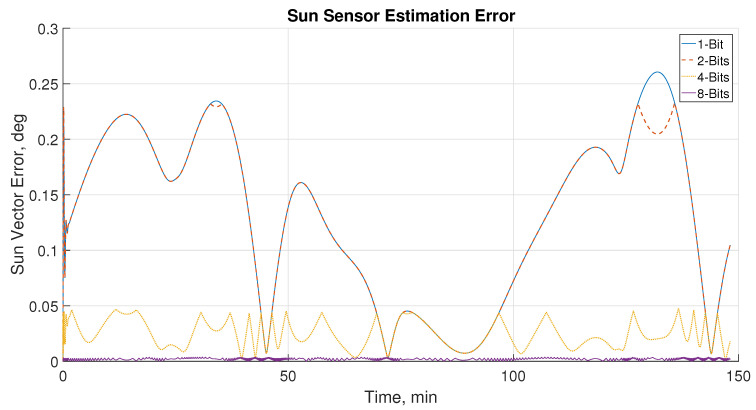 Sun Sensor Estimation Error
0.3
0.25
0.2
0.15
0.1
0.05
0
Sun Vector Error, deg
1-Bit
2-Bits
4-Bits
8-Bits
0 50 100 150
Time, min